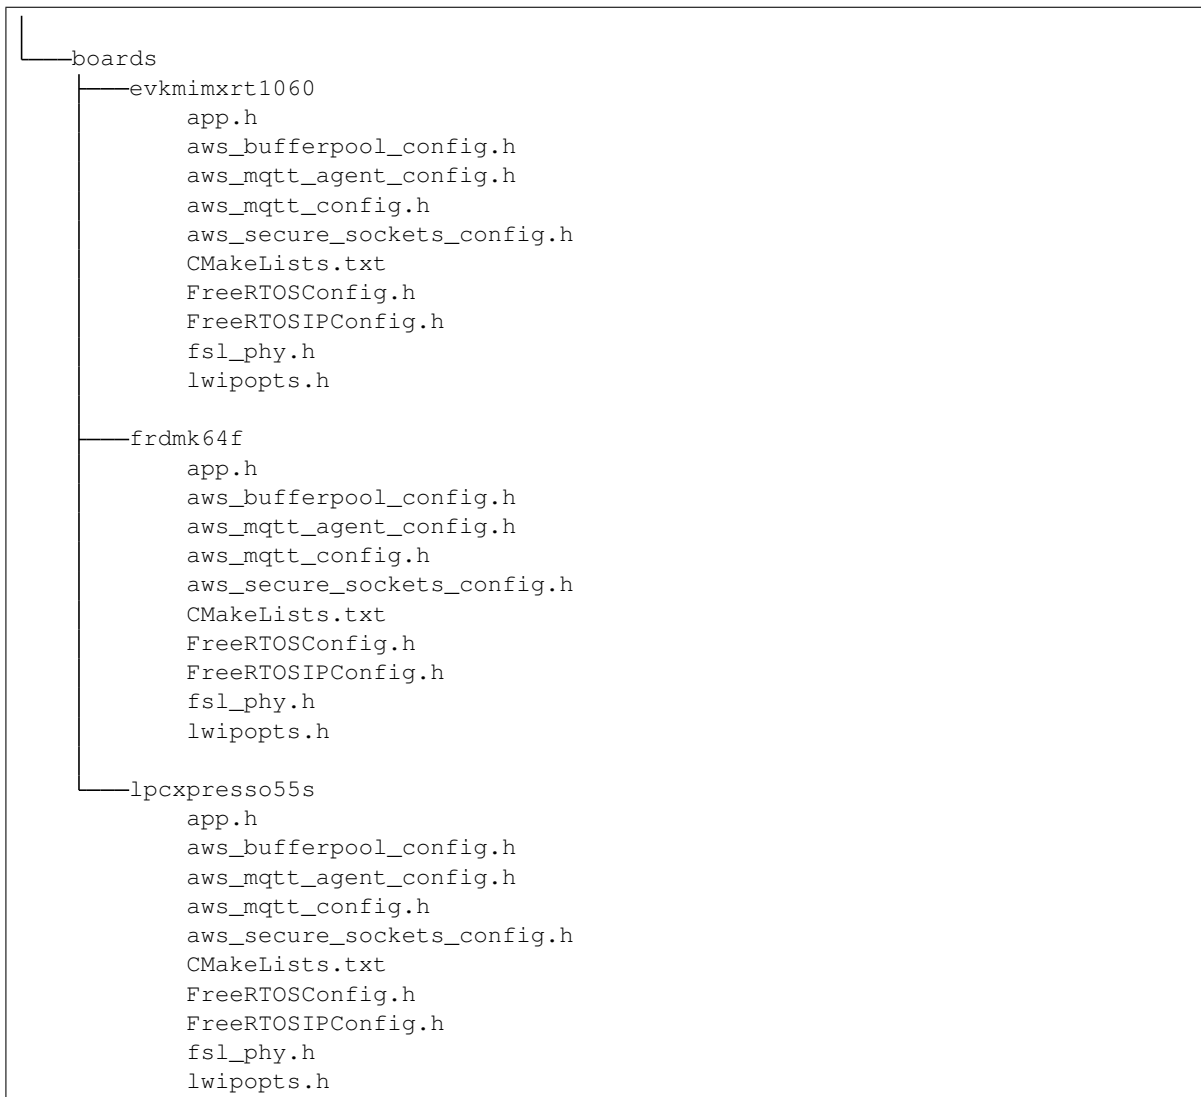 boards
evkmimxrt1060
app.h
aws_bufferpool_config.h
aws_mqtt_agent_config.h
aws_mqtt_config.h
aws_secure_sockets_config.h
CMakeLists.txt
FreeRTOSConfig.h
FreeRTOSIPConfig.h
fsl_phy.h
lwipopts.h
frdmk64f
app.h
aws_bufferpool_config.h
aws_mqtt_agent_config.h
aws_mqtt_config.h
aws_secure_sockets_config.h
CMakeLists.txt
FreeRTOSConfig.h
FreeRTOSIPConfig.h
fsl_phy.h
lwipopts.h
lpcxpresso55s
app.h
aws_bufferpool_config.h
aws_mqtt_agent_config.h
aws_mqtt_config.h
aws_secure_sockets_config.h
CMakeLists.txt
FreeRTOSConfig.h
FreeRTOSIPConfig.h
fsl_phy.h
lwipopts.h